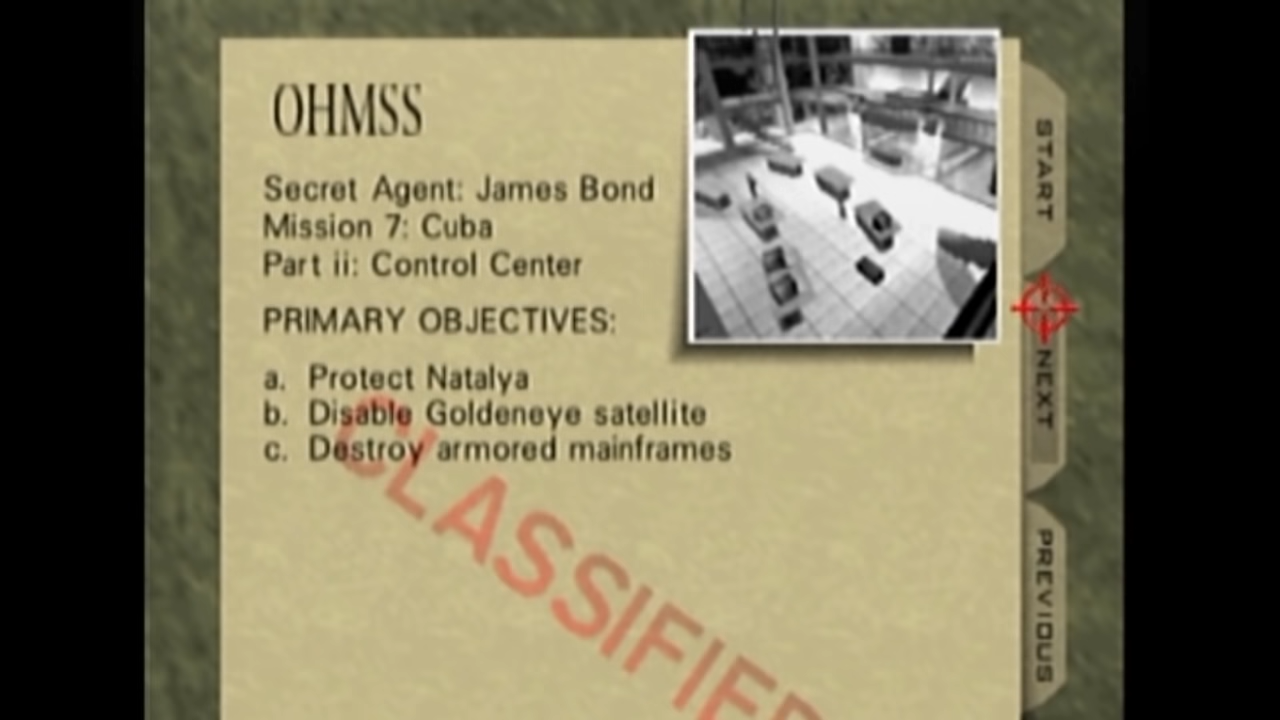 OHMSS
Secret Agent: James Bond
Mission 7: Cuba
Part ii: Control Center
PRIMARY OBJECTIVES:
a. Protect Natalya
b. Disable Goldeneye satellite
c. Destroy armored mainframes
CLASSIFIED
START
NEXT
PREVIOUS